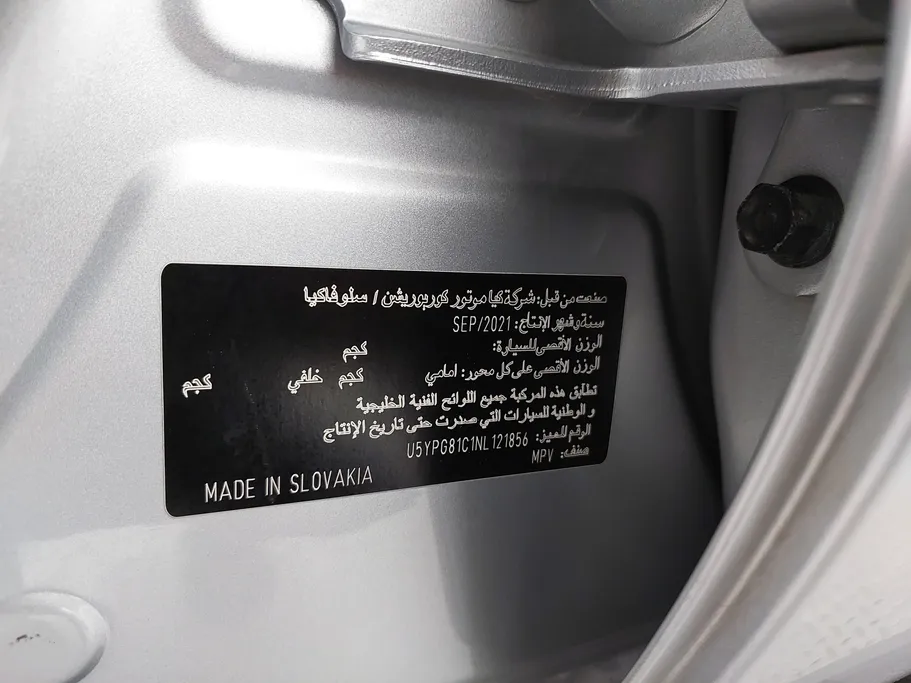 صنعت من قبل: شركة كيا موتور كوربوريشن / سلوفاكيا
سنة وشهر الإنتاج: SEP/2021
الوزن الأقصى للسيارة: كجم
الوزن الأقصى على كل محور: امامي كجم خلفي كجم
تطابق هذه المركبة جميع اللوائح الفنية الخليجية
و الوطنية للسيارات التي صدرت حتى تاريخ الإنتاج
الرقم المميز: U5YPG81C1NL121856
صنف: MPV
MADE IN SLOVAKIA